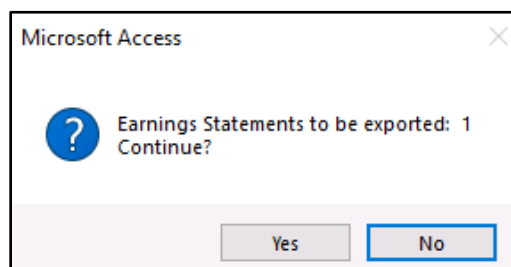 Microsoft Access
Earnings Statements to be exported:  1
Continue?
Yes
No